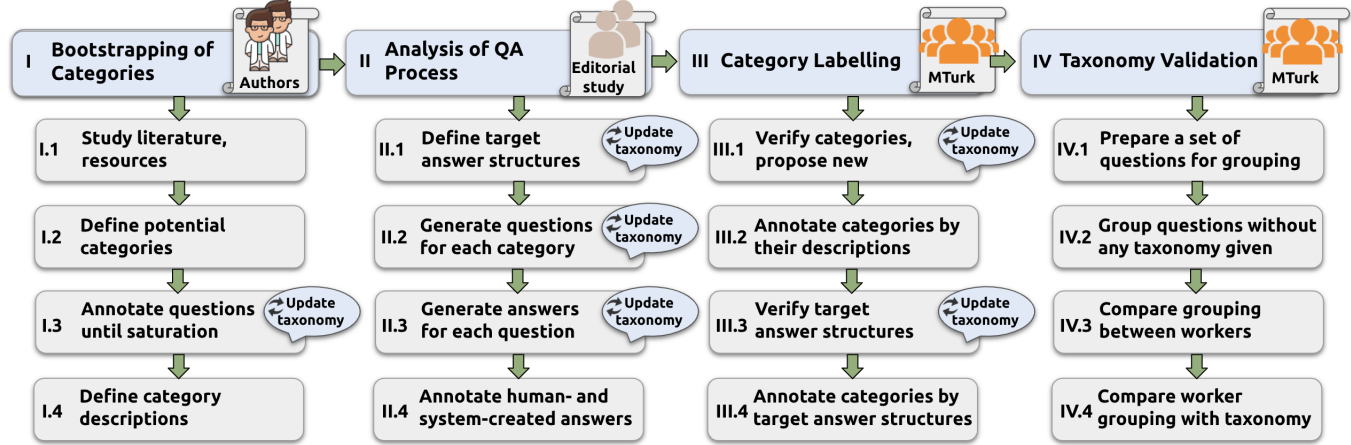 I Bootstrapping of
Categories
Authors
I.1 Study literature,
resources
I.2 Define potential
categories
I.3 Annotate questions
until saturation
Update
taxonomy
I.4 Define category
descriptions
II Analysis of QA
Process
Editorial
study
II.1 Define target
answer structures
Update
taxonomy
II.2 Generate questions
for each category
Update
taxonomy
II.3 Generate answers
for each question
Update
taxonomy
II.4 Annotate human- and
system-created answers
III Category Labelling
MTurk
III.1 Verify categories,
propose new
Update
taxonomy
III.2 Annotate categories by
their descriptions
III.3 Verify target
answer structures
Update
taxonomy
III.4 Annotate categories by
target answer structures
IV Taxonomy Validation
MTurk
IV.1 Prepare a set of
questions for grouping
IV.2 Group questions without
any taxonomy given
IV.3 Compare grouping
between workers
IV.4 Compare worker
grouping with taxonomy